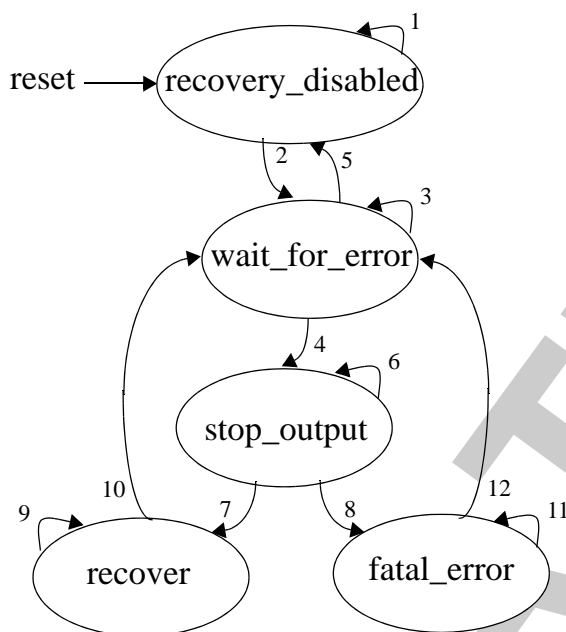 1
reset
recovery_disabled
2
5
3
wait_for_error
4
6
stop_output
10
7
8
12
9
11
recover
fatal_error